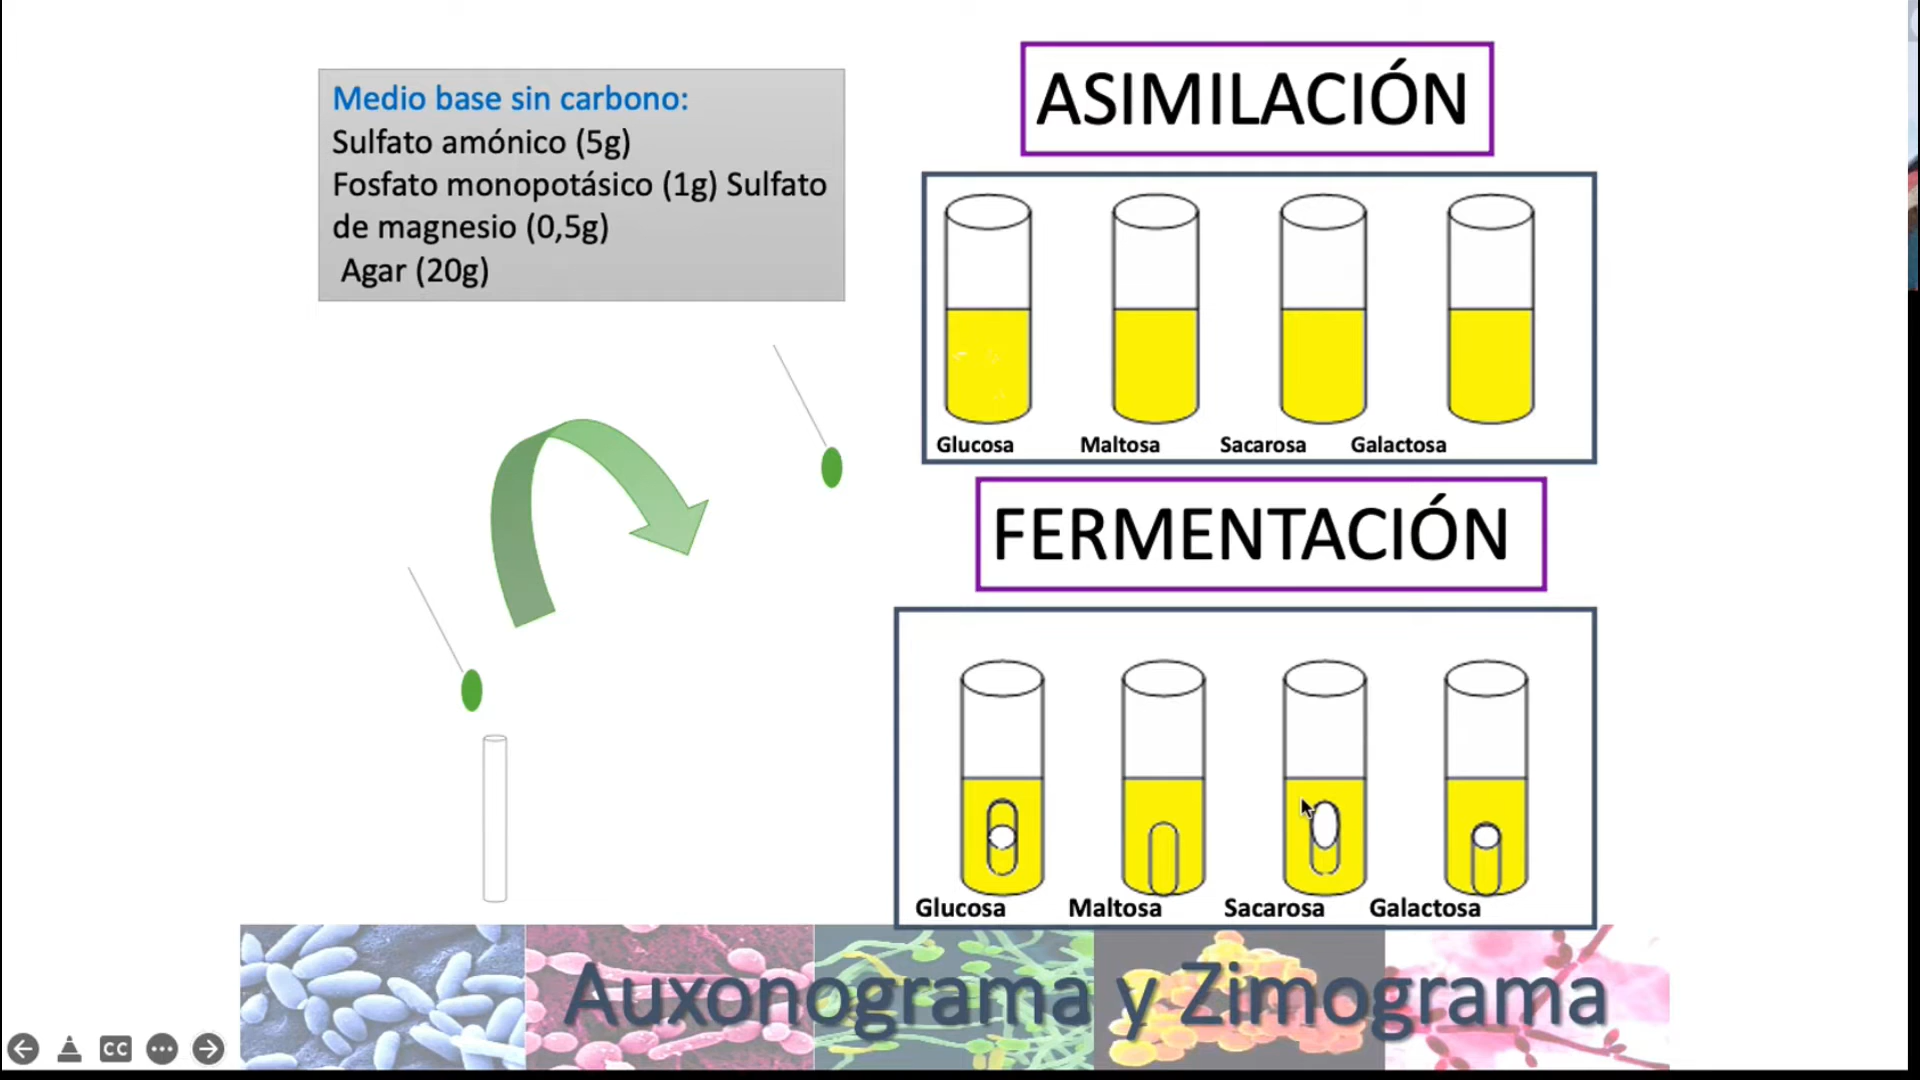 Medio base sin carbono:
Sulfato amónico (5g)
Fosfato monopotásico (1g) Sulfato
de magnesio (0,5g)
Agar (20g)
ASIMILACIÓN
Glucosa Maltosa Sacarosa Galactosa
FERMENTACIÓN
Glucosa Maltosa Sacarosa Galactosa
Auxonograma y Zimograma
CC